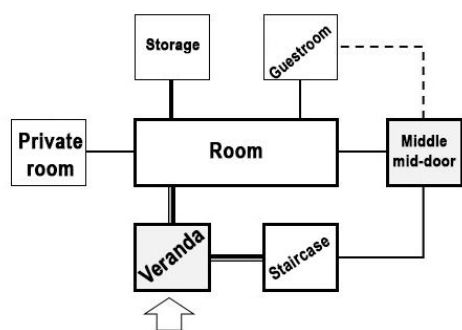 Storage
Guestroom
Private
room
Room
Middle
mid-door
Veranda
Staircase